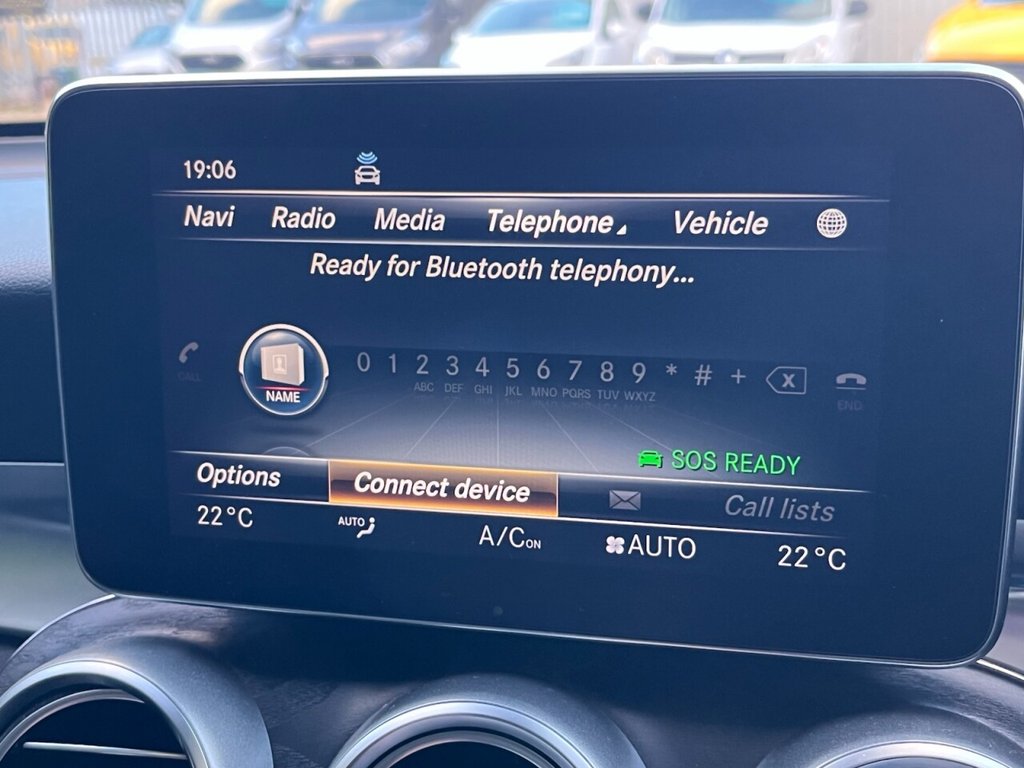 19:06
Navi Radio Media Telephone Vehicle
Ready for Bluetooth telephony...
0 1 2 3 4 5 6 7 8 9 * # + X
CALL ABC DEF GHI JKL MNO PQRS TUV WXYZ END
NAME
SOS READY
Options Connect device Call lists
22°C AUTO A/C ON AUTO 22°C